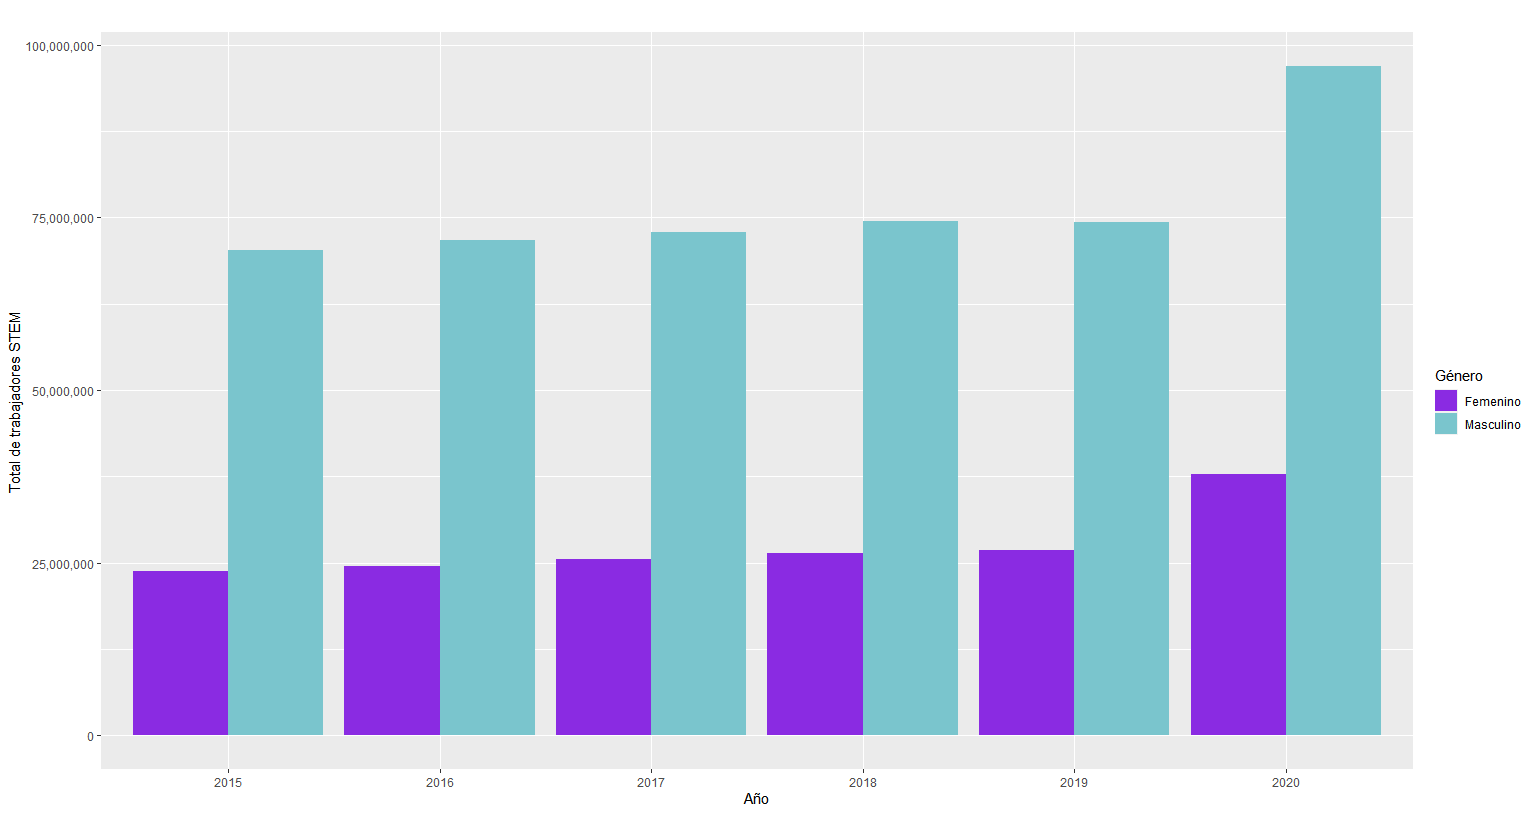 100,000,000
75,000,000
50,000,000
25,000,000
0
Total de trabajadores STEM
2015 2016 2017 2018 2019 2020
Año
Género
Femenino
Masculino